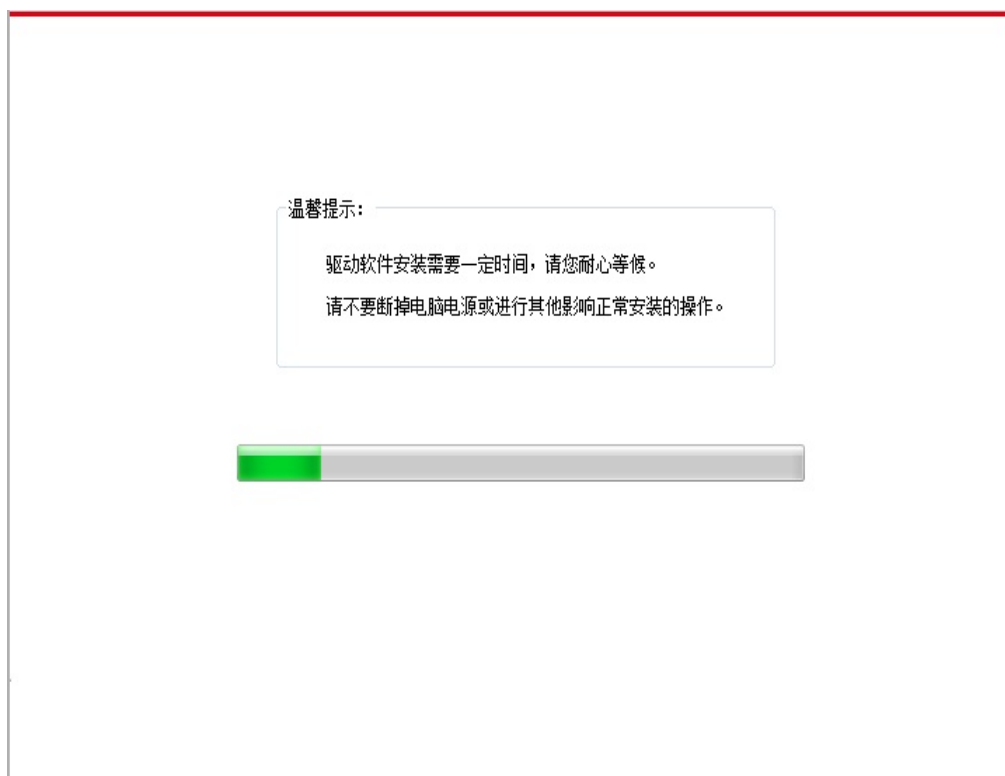 温馨提示：
驱动软件安装需要一定时间，请您耐心等候。
请不要断掉电脑电源或进行其他影响正常安装的操作。